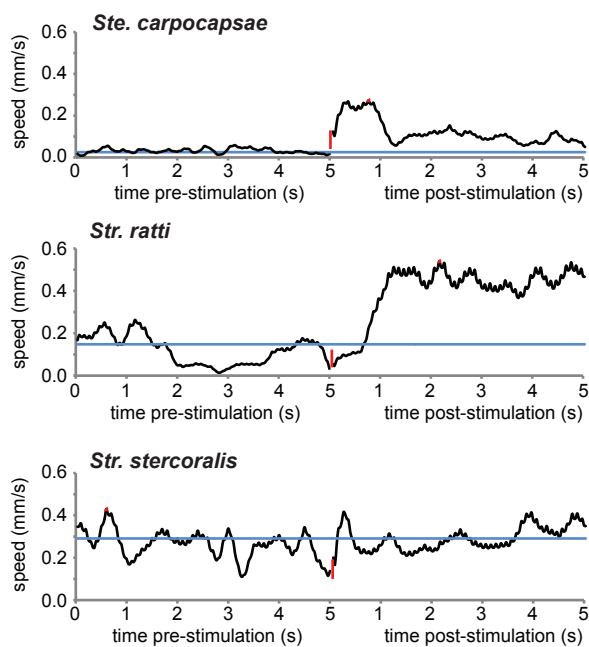 Ste. carpocapsae
0.6
0.4
0.2
0.0
speed (mm/s)
0 1 2 3 4 5 1 2 3 4 5
time pre-stimulation (s) time post-stimulation (s)
Str. ratti
0.6
0.4
0.2
0.0
speed (mm/s)
0 1 2 3 4 5 1 2 3 4 5
time pre-stimulation (s) time post-stimulation (s)
Str. stercoralis
0.6
0.4
0.2
0.0
speed (mm/s)
0 1 2 3 4 5 1 2 3 4 5
time pre-stimulation (s) time post-stimulation (s)